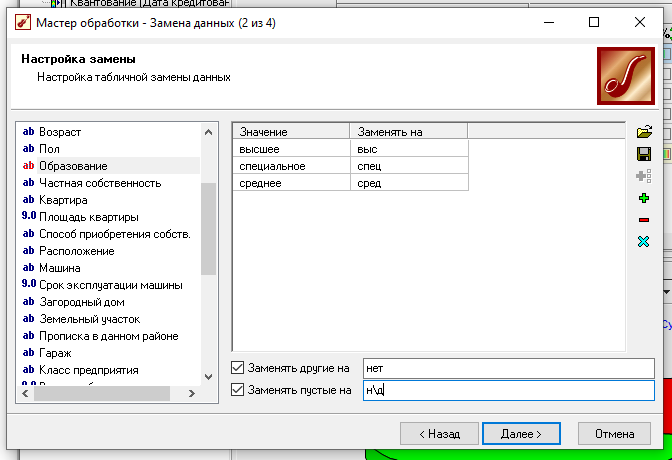 Квантование (Дата кредитован
Мастер обработки - Замена данных (2 из 4)
Настройка замены
Настройка табличной замены данных
ab Возраст
ab Пол
ab Образование
ab Частная собственность
ab Квартира
9.0 Площадь квартиры
ab Способ приобретения собств.
ab Расположение
ab Машина
9.0 Срок эксплуатации машины
ab Загородный дом
ab Земельный участок
ab Прописка в данном районе
ab Гараж
ab Класс предприятия
Значение Заменять на
высшее выс
специальное спец
среднее сред
Заменять другие на нет
Заменять пустые на н\д
< Назад Далее > Отмена